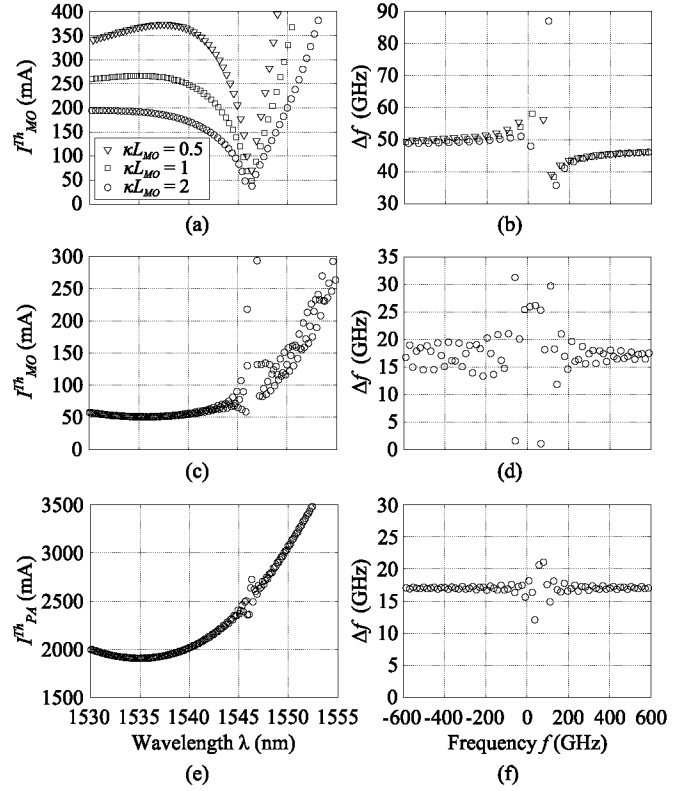 400
350
300
250
200
150
100
50
0
I^Th_MO (mA)
κL_MO = 0.5
κL_MO = 1
κL_MO = 2
(a)
90
80
70
60
50
40
30
Δf (GHz)
(b)
300
250
200
150
100
50
0
I^Th_MO (mA)
(c)
35
30
25
20
15
10
5
0
Δf (GHz)
(d)
3500
3000
2500
2000
1500
I^Th_PA (mA)
1530 1535 1540 1545 1550 1555
Wavelength λ (nm)
(e)
30
25
20
15
10
5
0
Δf (GHz)
-600 -400 -200 0 200 400 600
Frequency f (GHz)
(f)